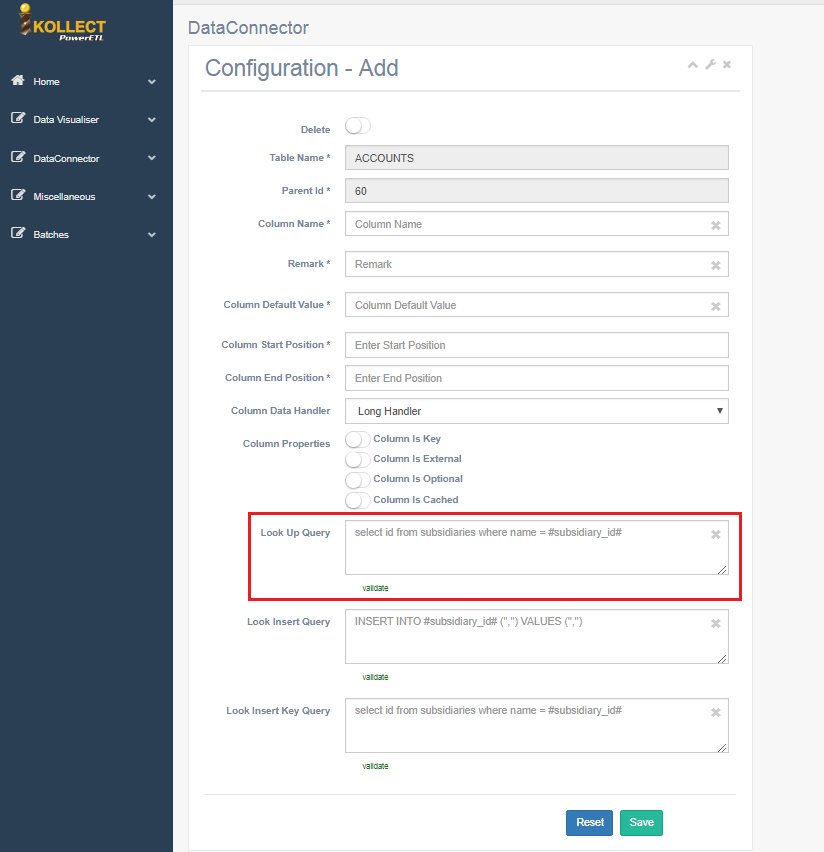 KOLLECT
PowerETL
Home
Data Visualiser
DataConnector
Miscellaneous
Batches
DataConnector
Configuration - Add
Delete
Table Name * ACCOUNTS
Parent Id * 60
Column Name * Column Name
Remark * Remark
Column Default Value * Column Default Value
Column Start Position * Enter Start Position
Column End Position * Enter End Position
Column Data Handler Long Handler
Column Properties Column Is Key
Column Is External
Column Is Optional
Column Is Cached
Look Up Query select id from subsidiaries where name = #subsidiary_id#
validate
Look Insert Query INSERT INTO #subsidiary_id# (",") VALUES (",")
validate
Look Insert Key Query select id from subsidiaries where name = #subsidiary_id#
validate
Reset Save